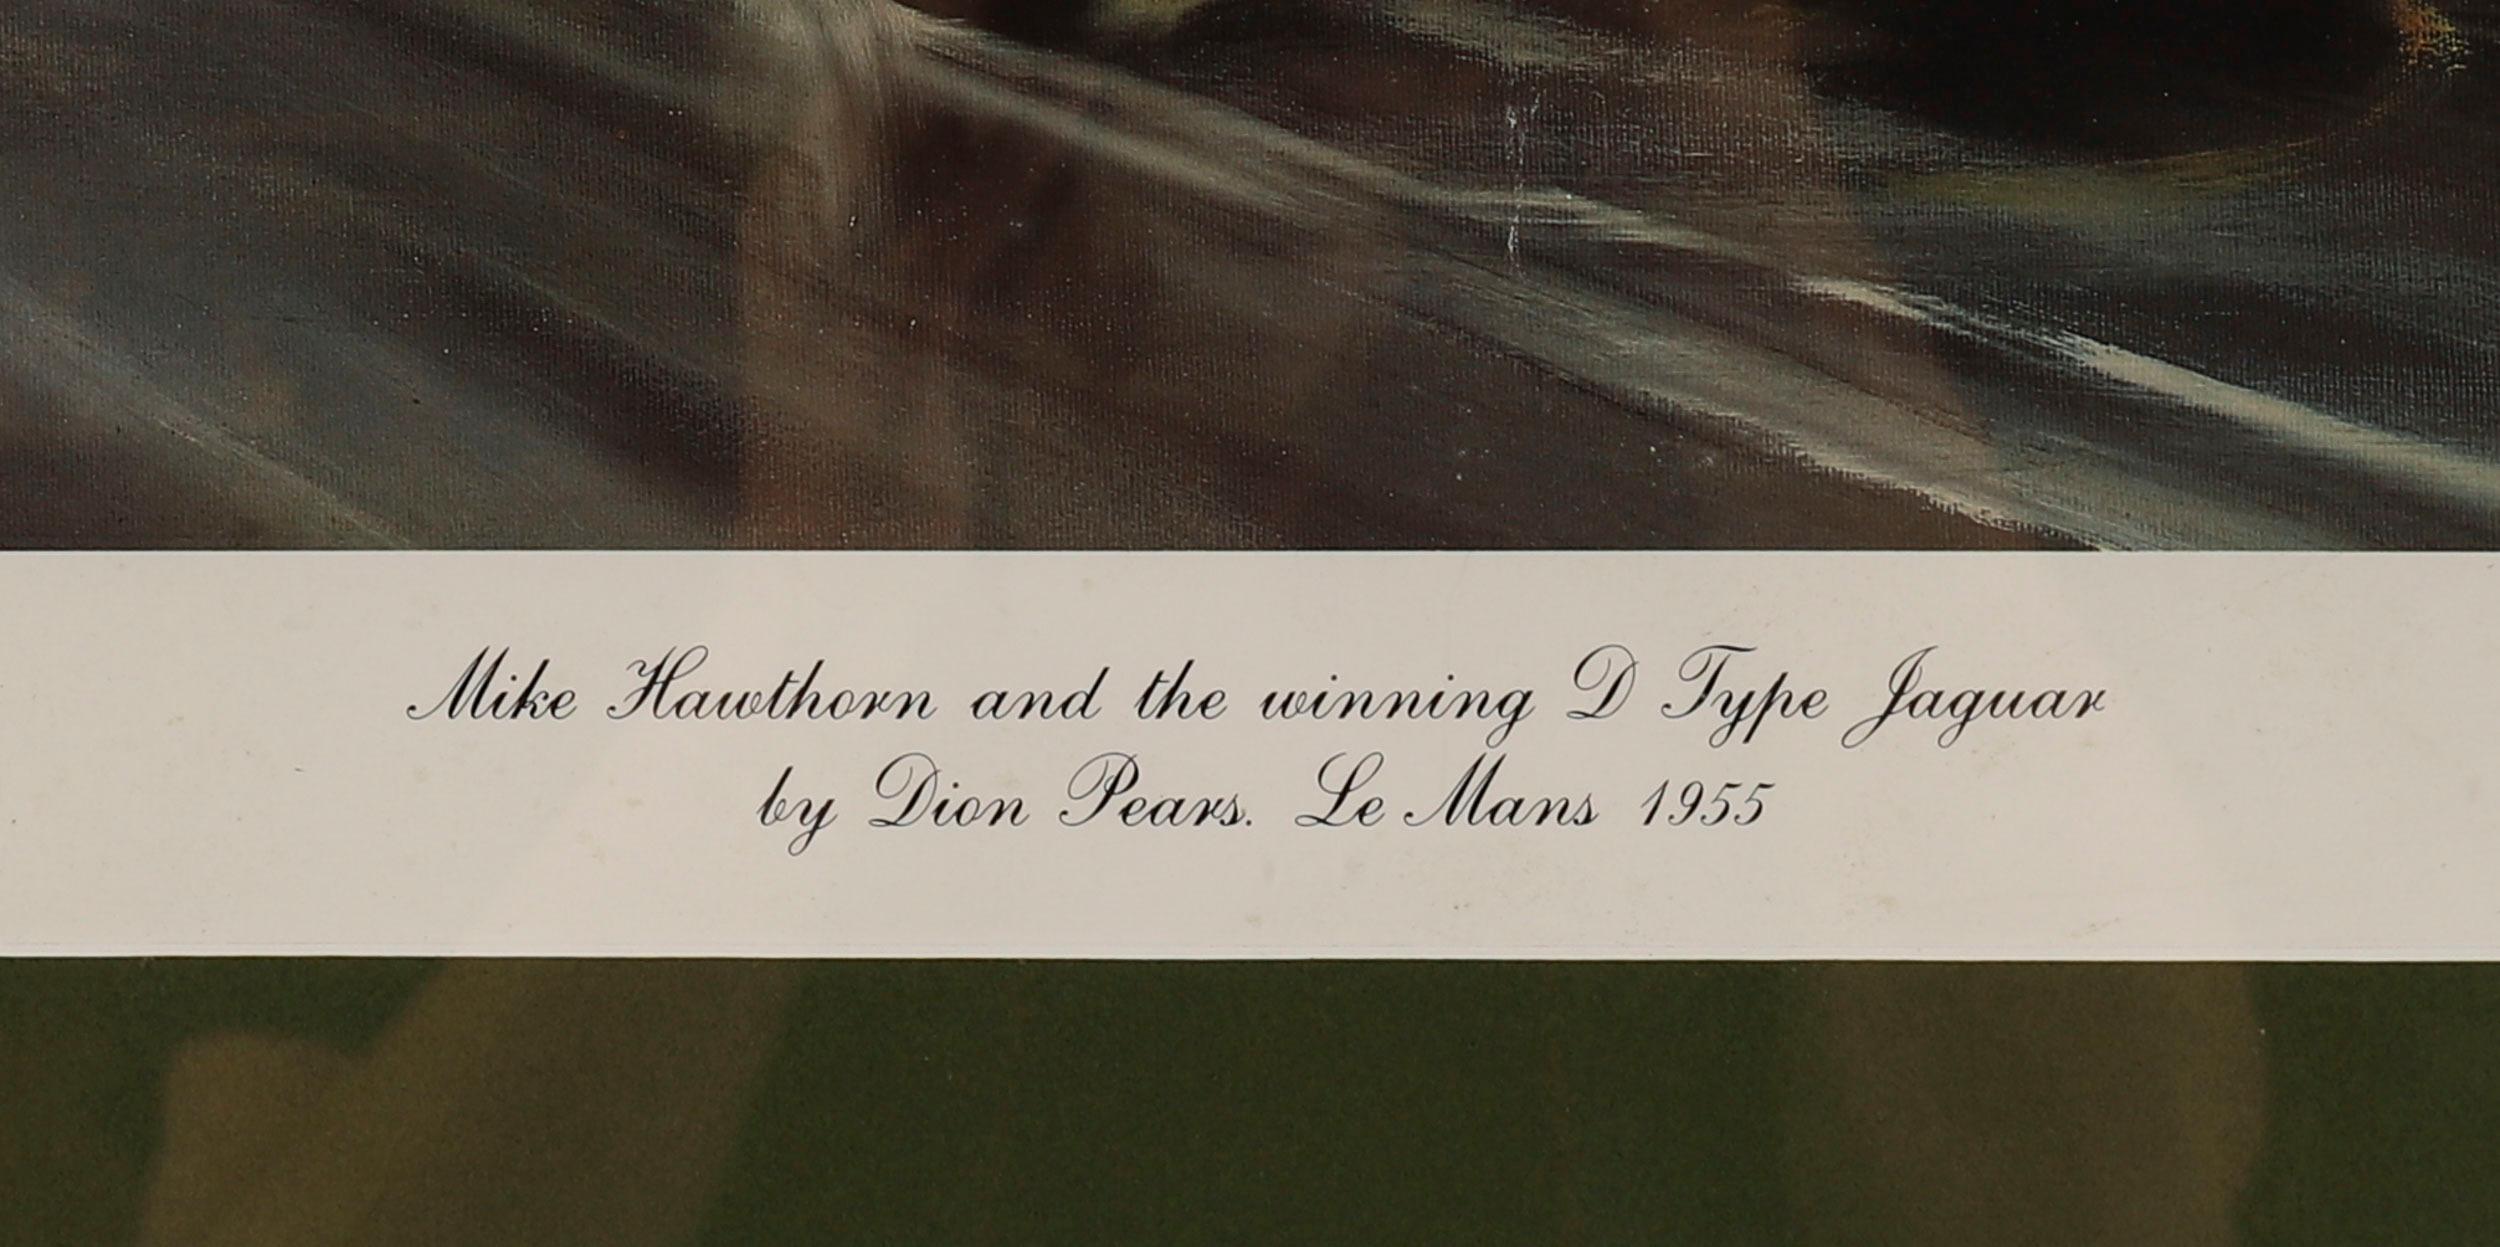 Mike Hawthorn and the winning D Type Jaguar
by Dion Pears. Le Mans 1955